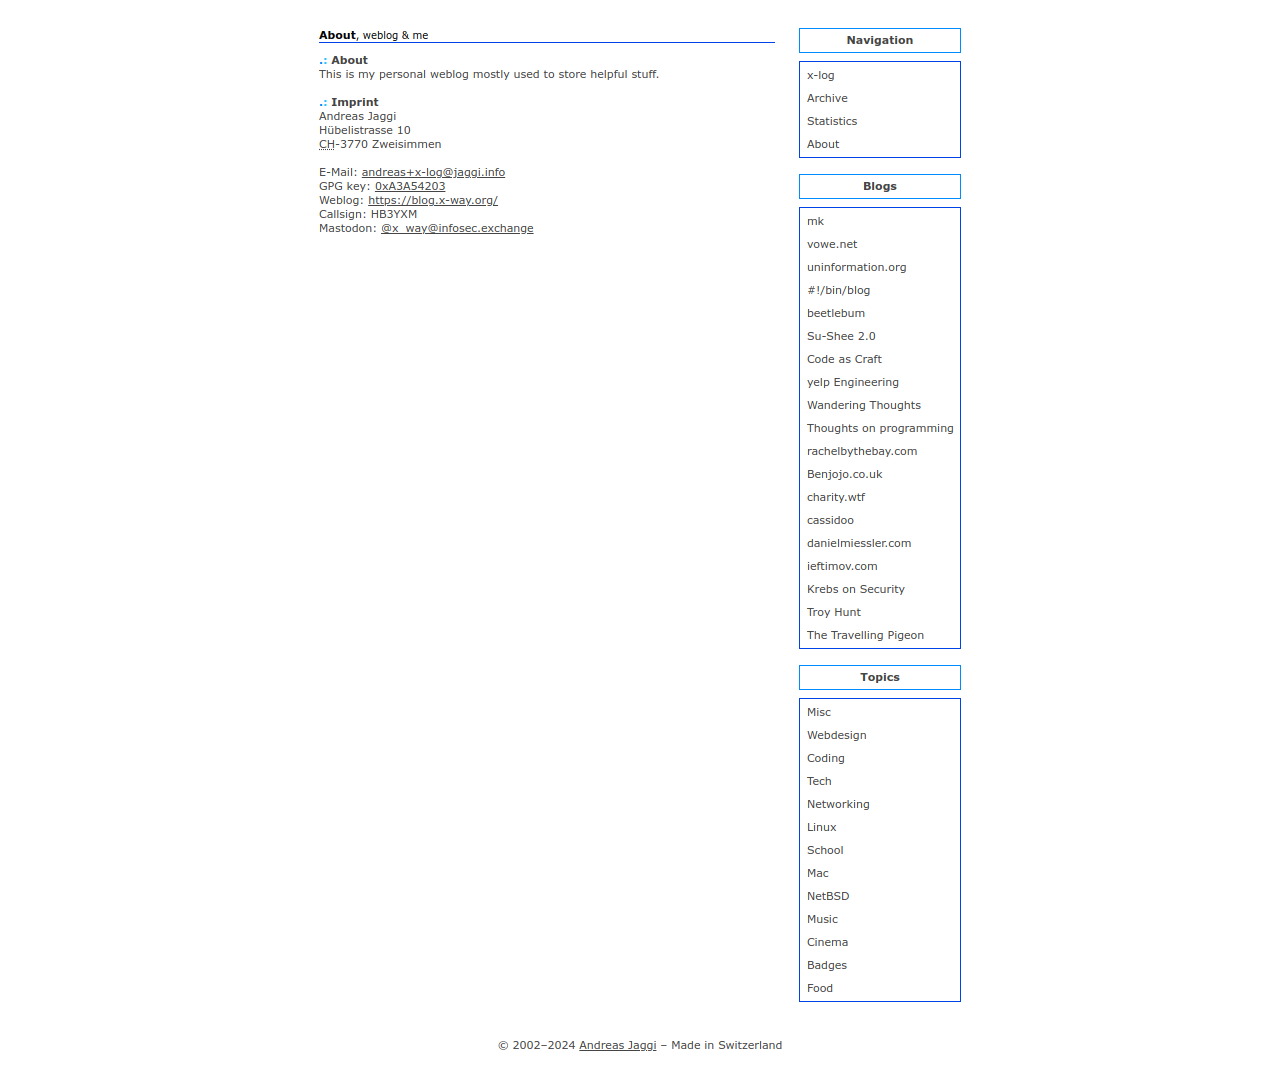 About, weblog & me
.: About
This is my personal weblog mostly used to store helpful stuff.
.: Imprint
Andreas Jaggi
Hübelistrasse 10
CH-3770 Zweisimmen
E-Mail: andreas+x-log@jaggi.info
GPG key: 0xA3A54203
Weblog: https://blog.x-way.org/
Callsign: HB3YXM
Mastodon: @x_way@infosec.exchange
Navigation
x-log
Archive
Statistics
About
Blogs
mk
vowe.net
uninformation.org
#!/bin/blog
beetlebum
Su-Shee 2.0
Code as Craft
yelp Engineering
Wandering Thoughts
Thoughts on programming
rachelbythebay.com
Benjojo.co.uk
charity.wtf
cassidoo
danielmiessler.com
ieftimov.com
Krebs on Security
Troy Hunt
The Travelling Pigeon
Topics
Misc
Webdesign
Coding
Tech
Networking
Linux
School
Mac
NetBSD
Music
Cinema
Badges
Food
© 2002–2024 Andreas Jaggi – Made in Switzerland